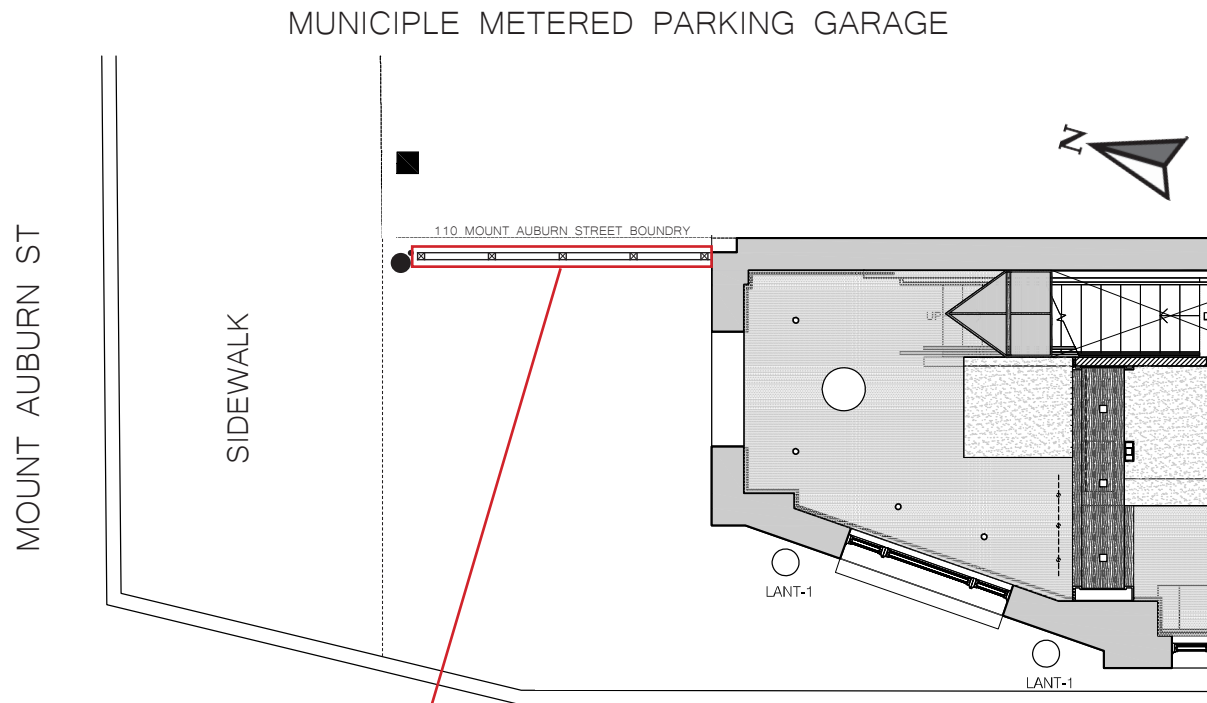 MUNICIPLE METERED PARKING GARAGE
N
110 MOUNT AUBURN STREET BOUNDRY
MOUNT AUBURN ST
SIDEWALK
UP
LANT-1
LANT-1